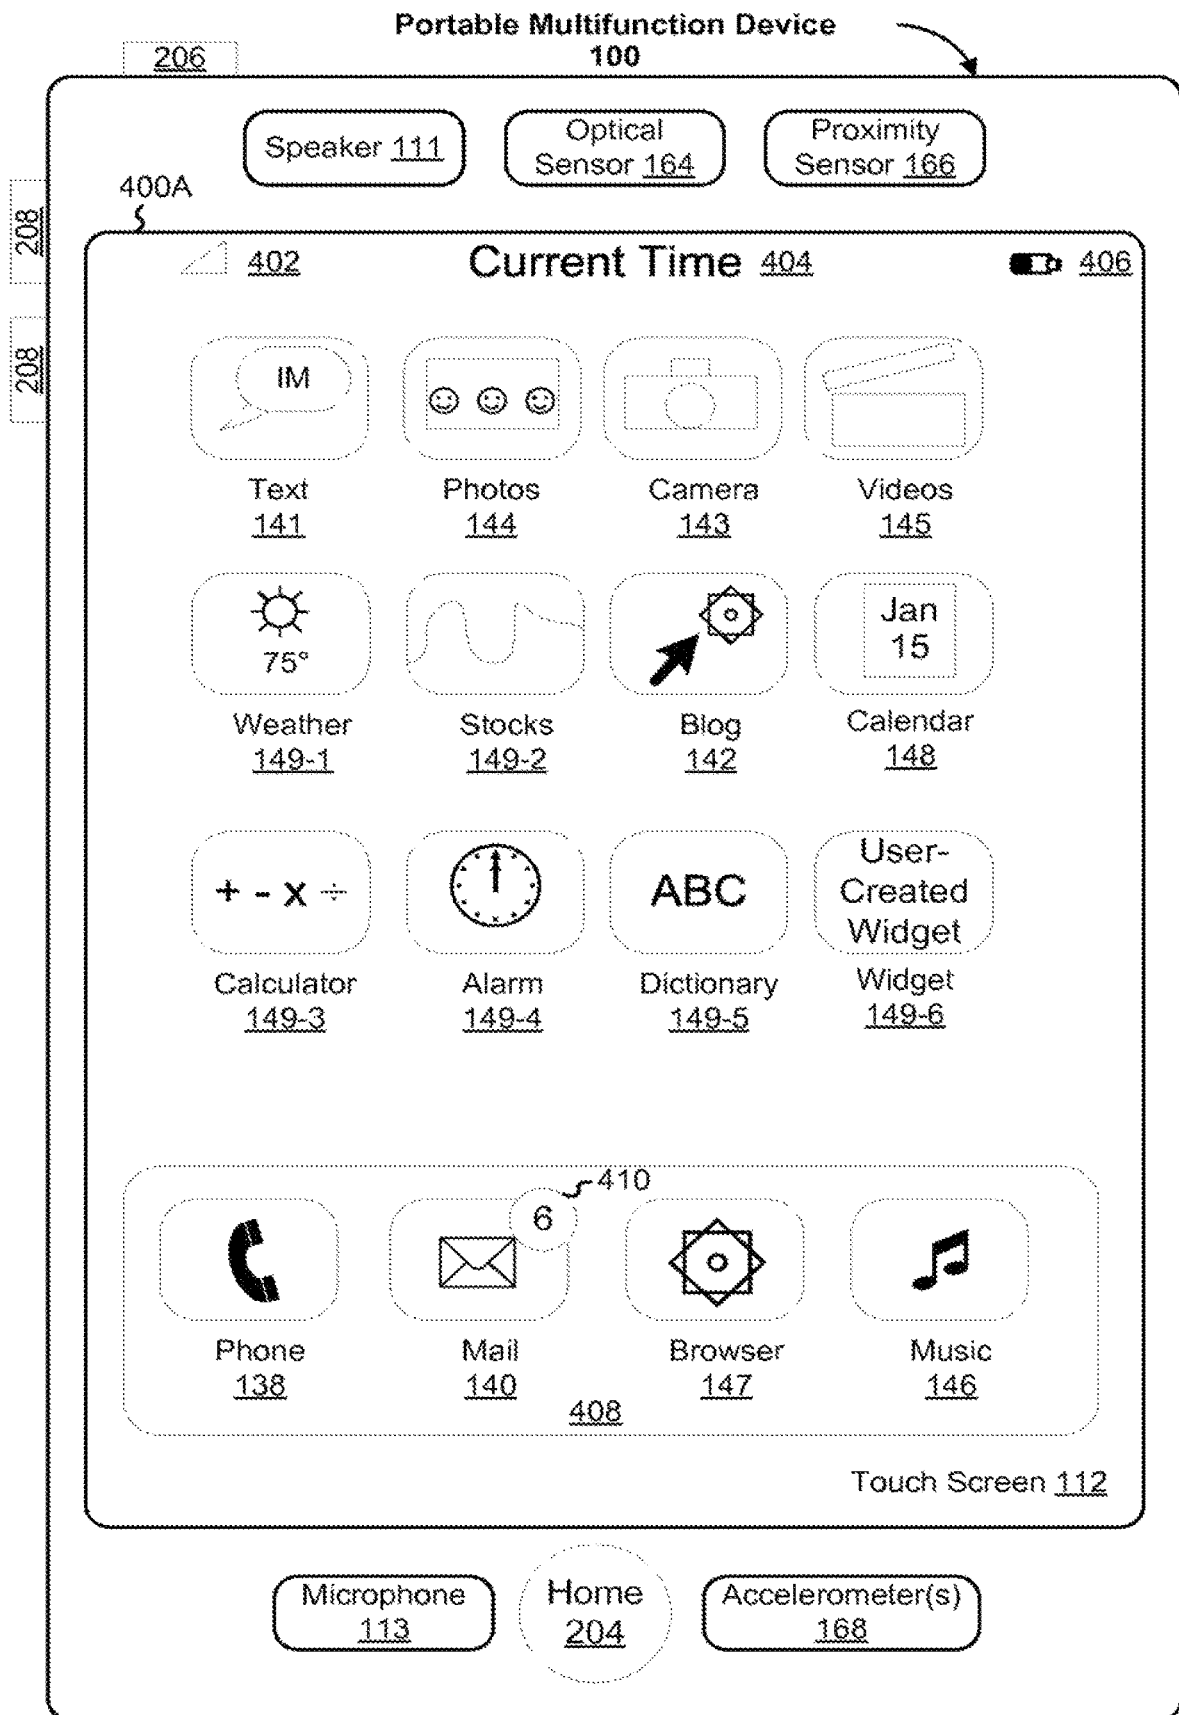 Portable Multifunction Device
100
206
Speaker 111
Optical
Sensor 164
Proximity
Sensor 166
400A
208
208
402
Current Time 404
406
IM
Text
141
Photos
144
Camera
143
Videos
145
75°
Weather
149-1
Stocks
149-2
Blog
142
Jan
15
Calendar
148
+ - x ÷
Calculator
149-3
Alarm
149-4
ABC
Dictionary
149-5
User-
Created
Widget
Widget
149-6
410
6
Phone
138
Mail
140
Browser
147
Music
146
408
Touch Screen 112
Microphone
113
Home
204
Accelerometer(s)
168